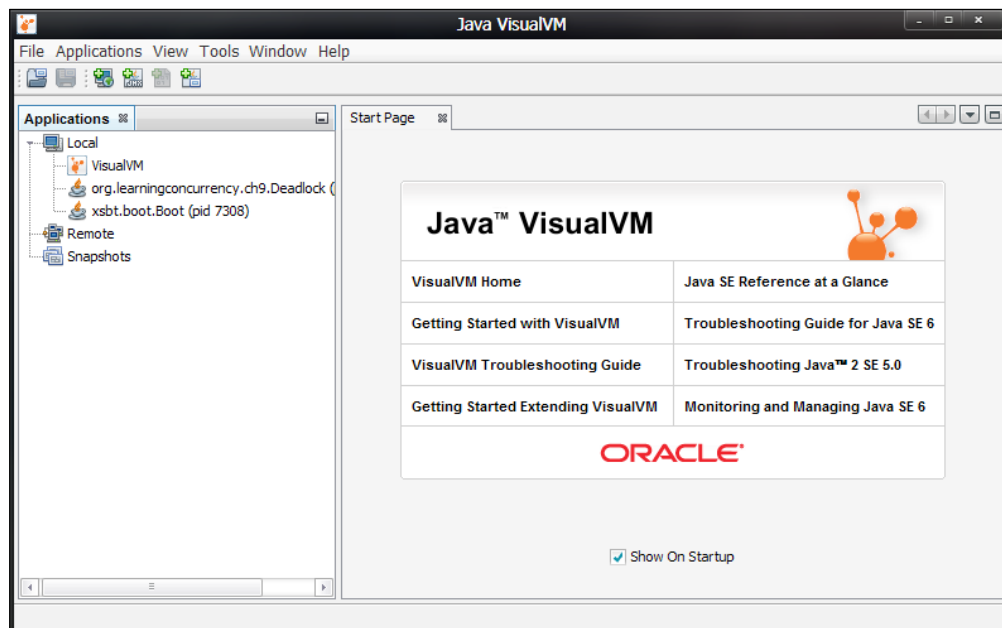 Java VisualVM
File Applications View Tools Window Help
Applications
Start Page
Local
VisualVM
org.learningconcurrency.ch9.Deadlock (
xsbt.boot.Boot (pid 7308)
Remote
Snapshots
Java™ VisualVM
VisualVM Home
Java SE Reference at a Glance
Getting Started with VisualVM
Troubleshooting Guide for Java SE 6
VisualVM Troubleshooting Guide
Troubleshooting Java™ 2 SE 5.0
Getting Started Extending VisualVM
Monitoring and Managing Java SE 6
ORACLE
Show On Startup